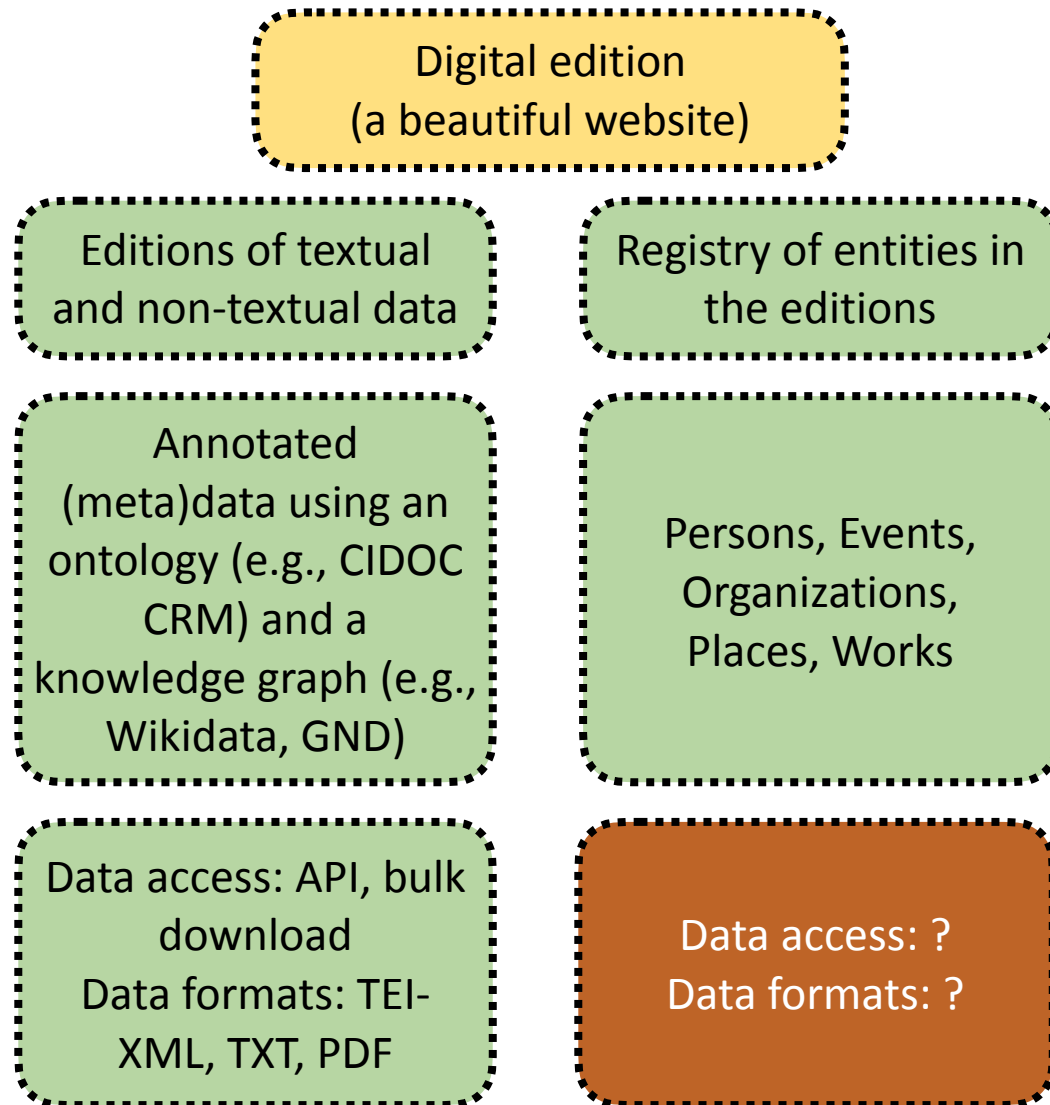 Digital edition
(a beautiful website)
Editions of textual
and non-textual data
Registry of entities in
the editions
Annotated
(meta)data using an
ontology (e.g., CIDOC
CRM) and a
knowledge graph (e.g.,
Wikidata, GND)
Persons, Events,
Organizations,
Places, Works
Data access: API, bulk
download
Data formats: TEI-
XML, TXT, PDF
Data access: ?
Data formats: ?